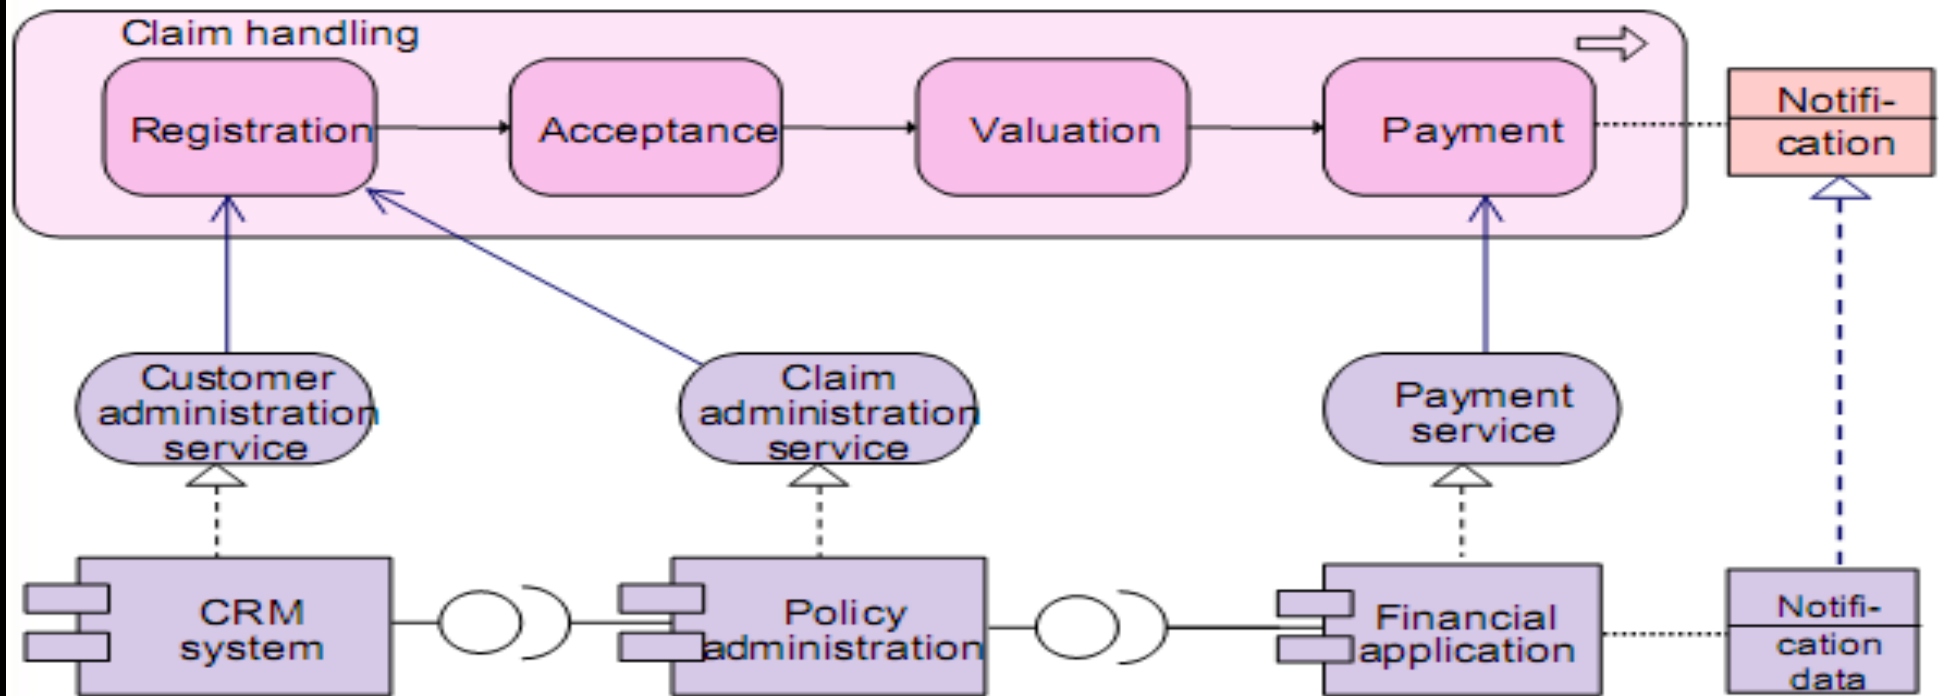 Claim handling
Registration
Acceptance
Valuation
Payment
Notifi-
cation
Customer
administration
service
Claim
administration
service
Payment
service
CRM
system
Policy
administration
Financial
application
Notifi-
cation
data